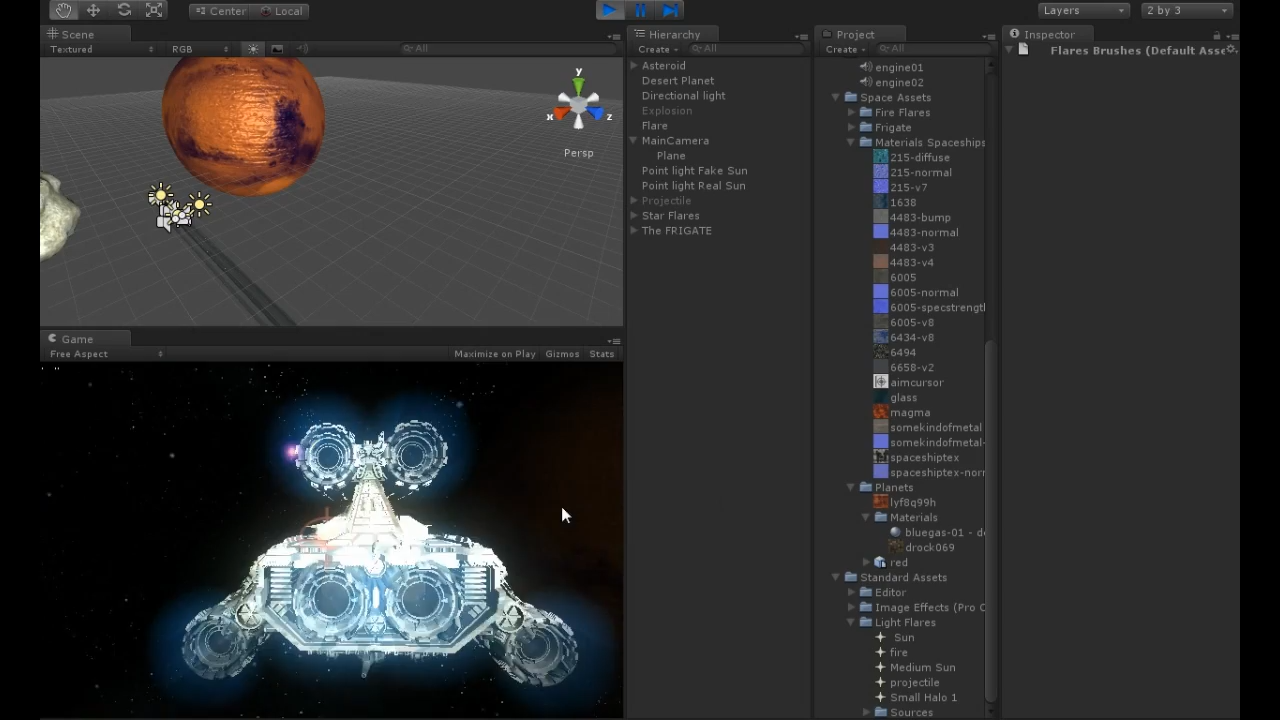 Center
Local
Layers
2 by 3
Scene
Textured
RGB
All
y
x
z
Persp
Game
Free Aspect
Maximize on Play
Gizmos
Stats
Hierarchy
Create
All
Asteroid
Desert Planet
Directional light
Explosion
Flare
MainCamera
Plane
Point light Fake Sun
Point light Real Sun
Projectile
Star Flares
The FRIGATE
Project
Create
All
engine01
engine02
Space Assets
Fire Flares
Frigate
Materials Spaceships
215-diffuse
215-normal
215-v7
1638
4483-bump
4483-normal
4483-v3
4483-v4
6005
6005-normal
6005-specstrengt
6005-v8
6434-v8
6494
6658-v2
aimcursor
glass
magma
somekindofmetal
somekindofmetal-
spaceshiptex
spaceshiptex-norr
Planets
lyf8q99h
Materials
bluegas-01 - de
drock069
red
Standard Assets
Editor
Image Effects (Pro O
Light Flares
Sun
fire
Medium Sun
projectile
Small Halo 1
Sources
Inspector
Flares Brushes (Default Asse